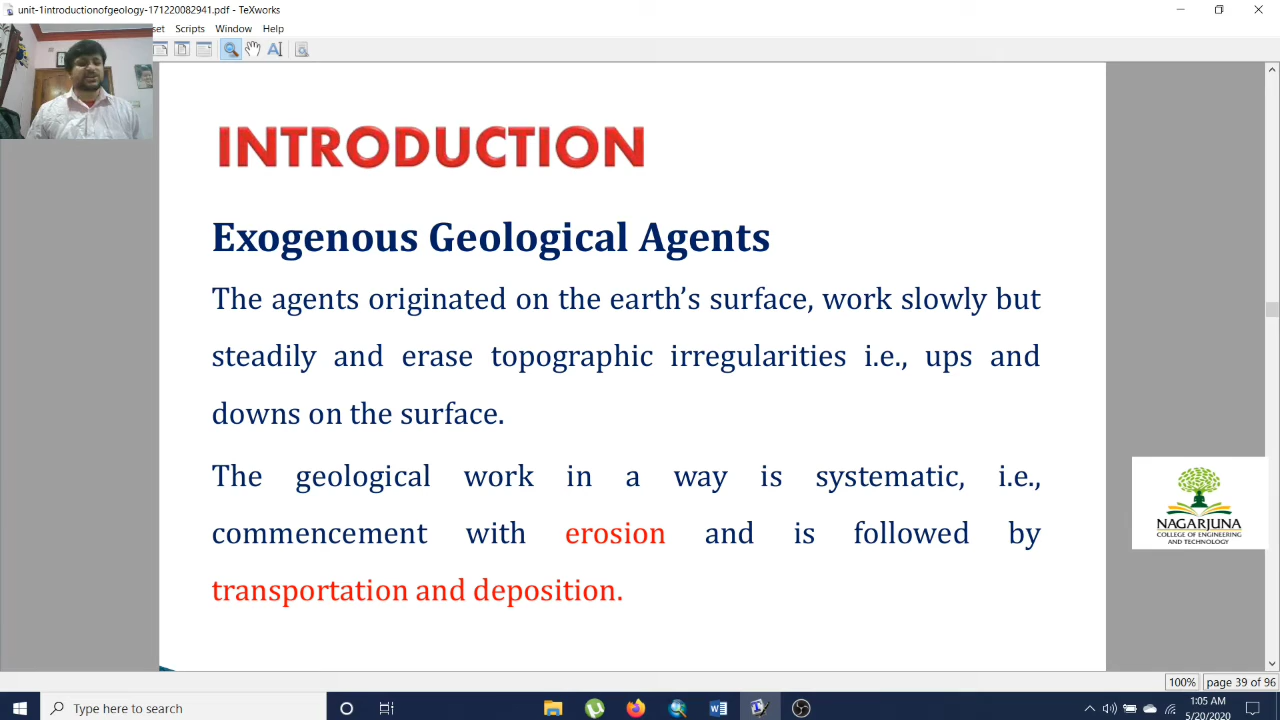 unit-1introductionofgeology-171220082941.pdf - TeXworks
set Scripts Window Help
INTRODUCTION
Exogenous Geological Agents
The agents originated on the earth’s surface, work slowly but
steadily and erase topographic irregularities i.e., ups and
downs on the surface.
The geological work in a way is systematic, i.e.,
commencement with erosion and is followed by
transportation and deposition.
NAGARJUNA
COLLEGE OF ENGINEERING
AND TECHNOLOGY
100% page 39 of 96
Type here to search
1:05 AM
5/20/2020